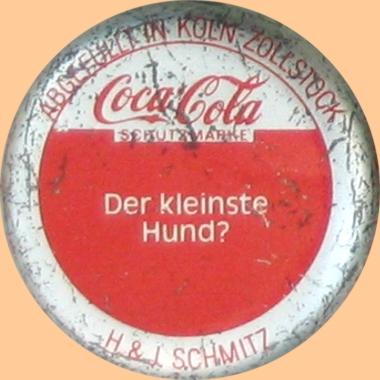 ABGEFÜLLT IN KÖLN-ZOLLSTOCK
Coca-Cola
SCHUTZMARKE
Der kleinste
Hund?
H & J. SCHMITZ